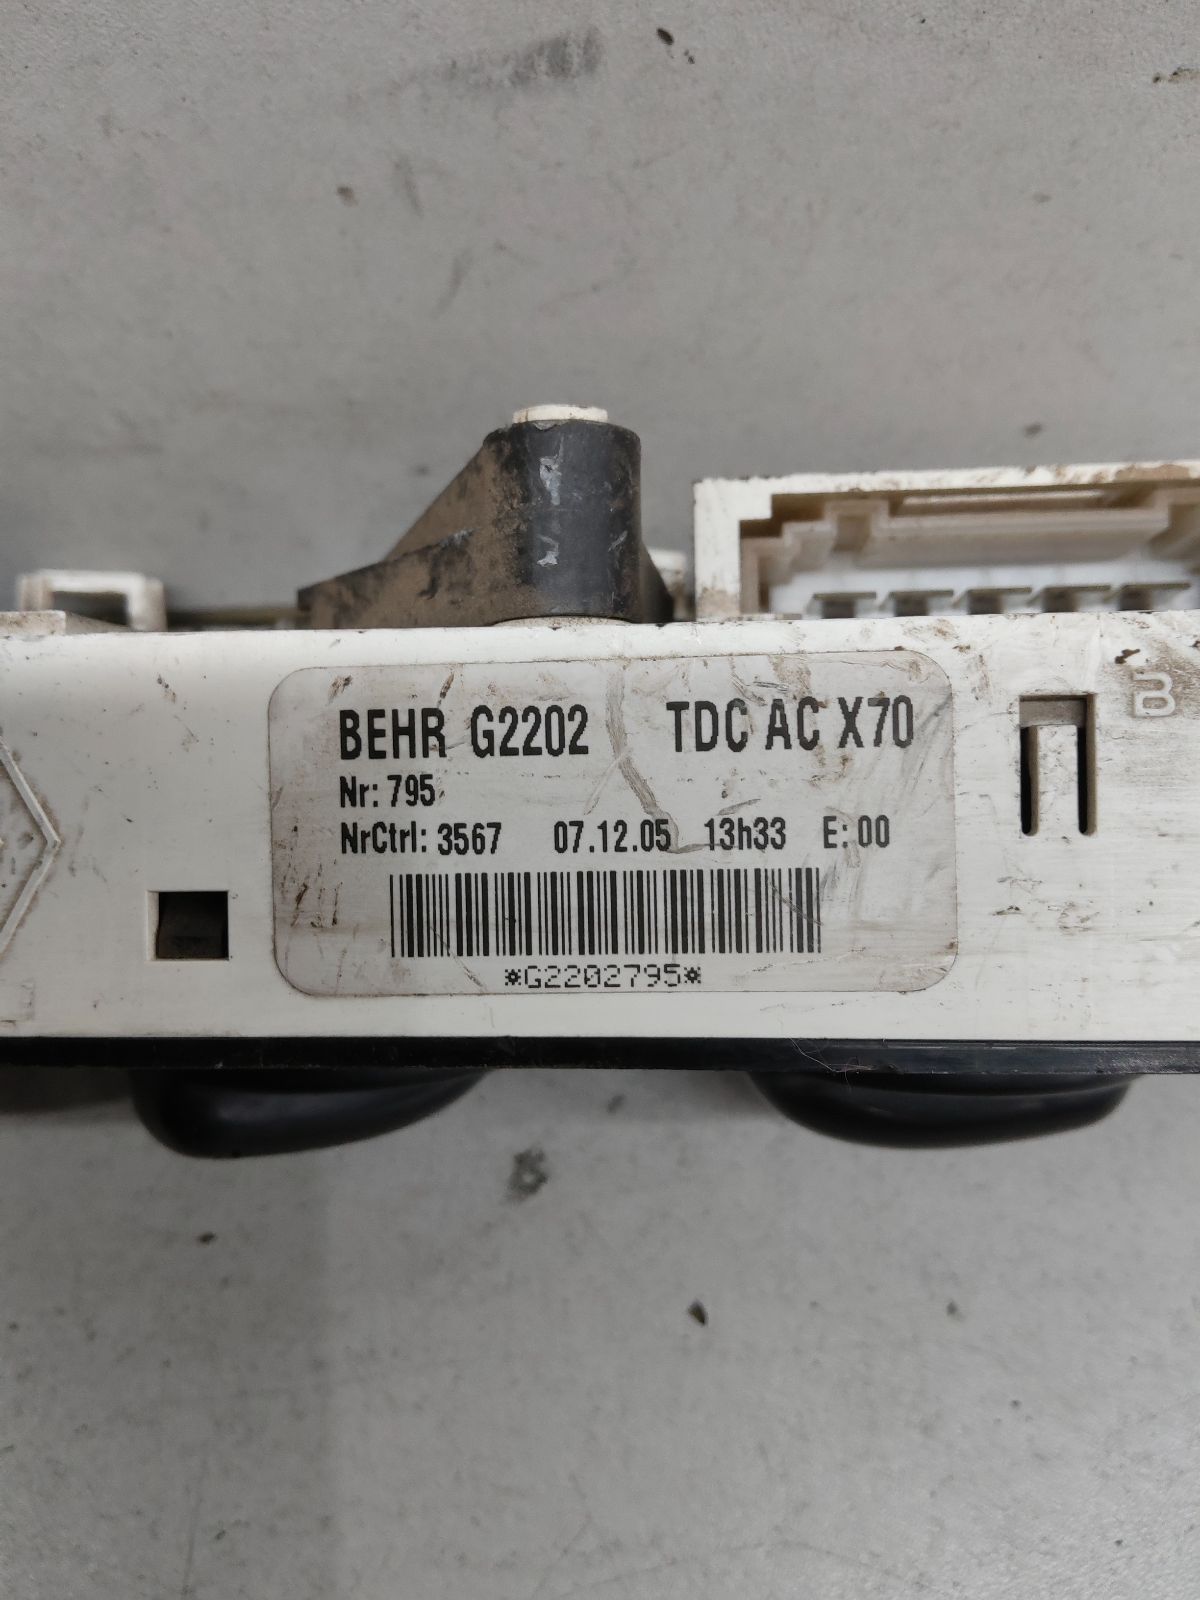 BEHR G2202 TDC AC X70
Nr: 795
NrCtrl: 3567 07.12.05 13h33 E: 00
*G2202795*
B